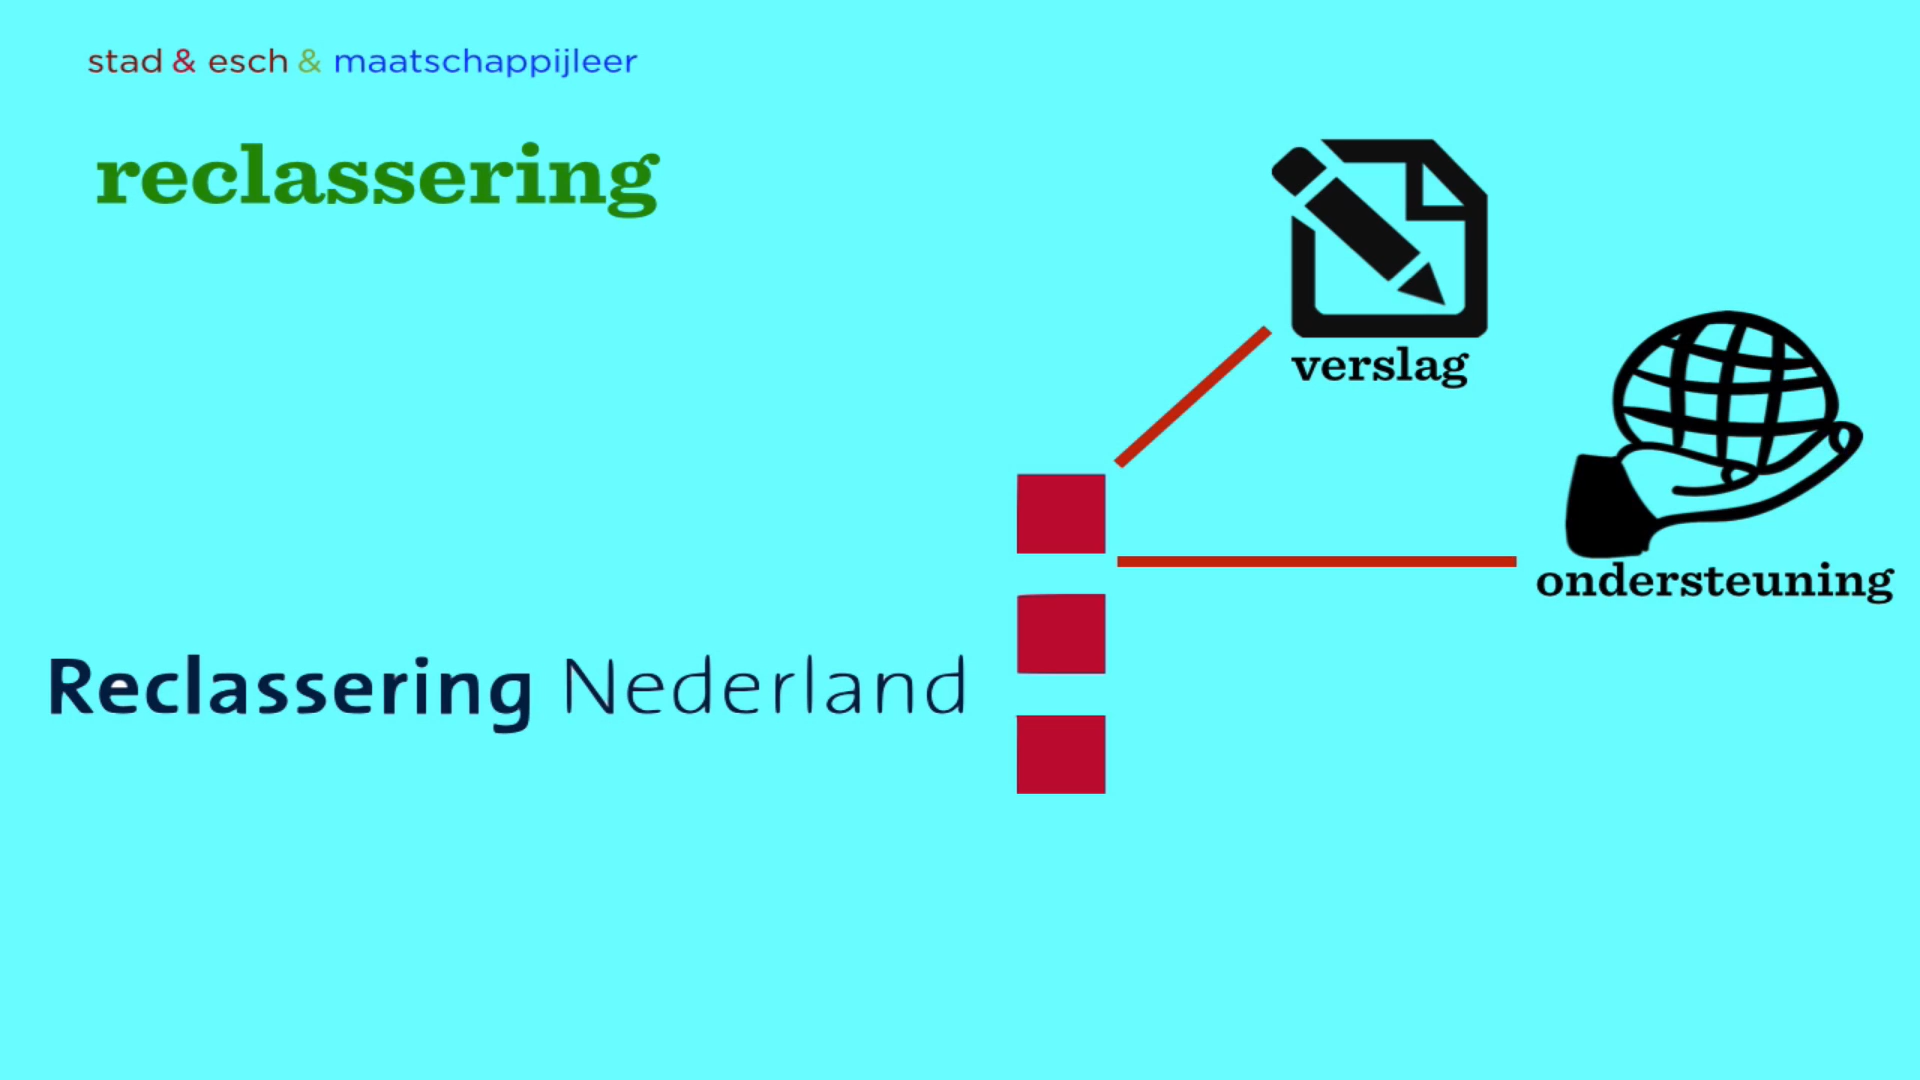 stad & esch & maatschappijleer
reclassering
verslag
ondersteuning
Reclassering Nederland